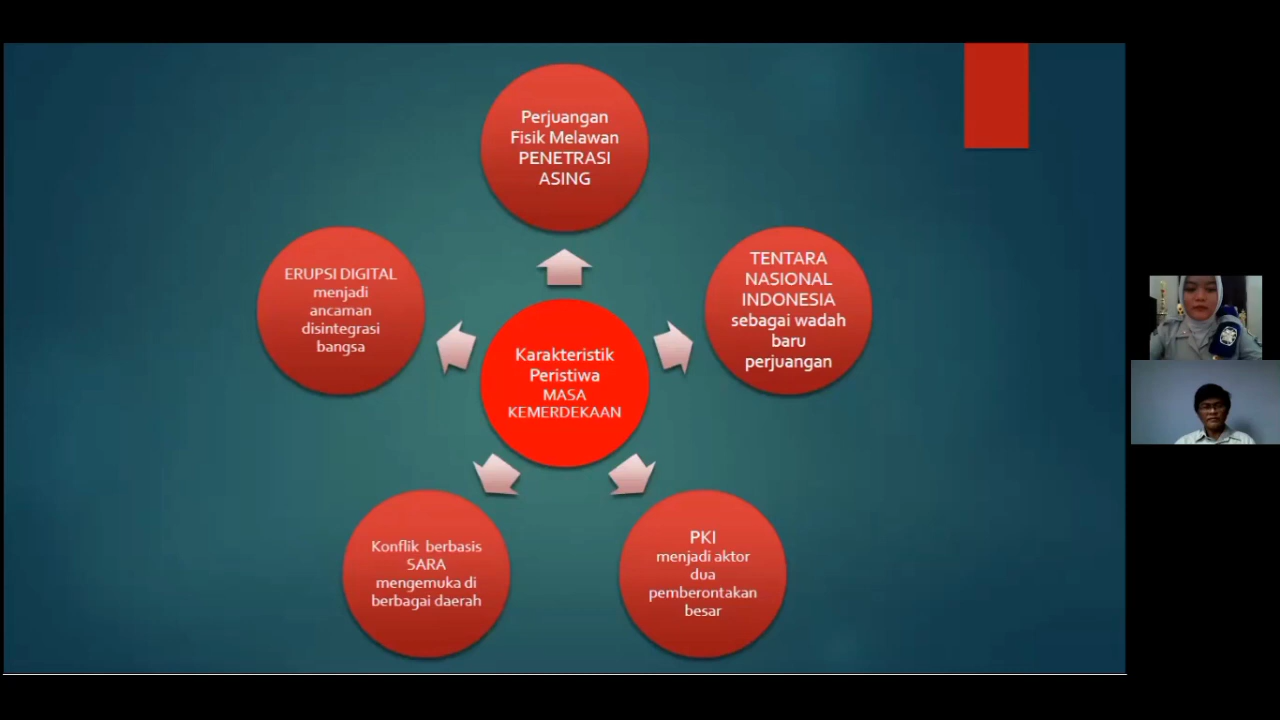 Perjuangan
Fisik Melawan
PENETRASI
ASING
TENTARA
NASIONAL
INDONESIA
sebagai wadah
baru
perjuangan
PKI
menjadi aktor
dua
pemberontakan
besar
Konflik berbasis
SARA
mengemuka di
berbagai daerah
ERUPSI DIGITAL
menjadi
ancaman
disintegrasi
bangsa
Karakteristik
Peristiwa
MASA
KEMERDEKAAN